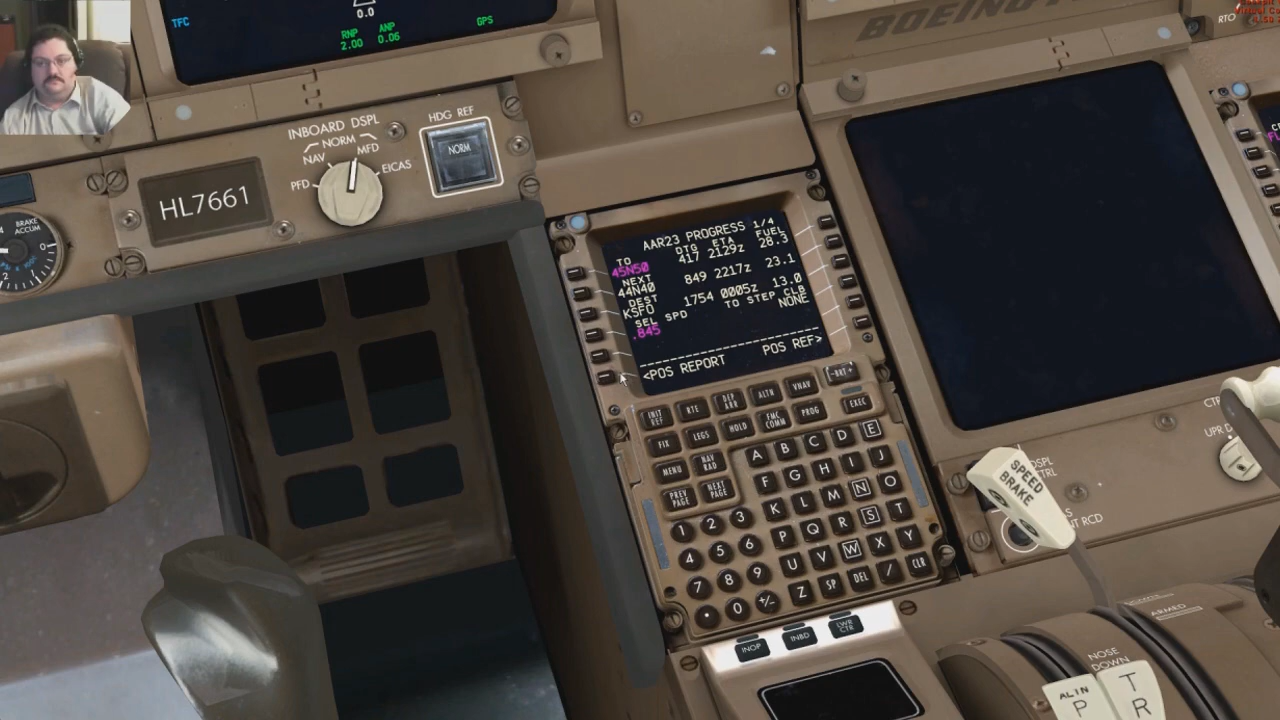 TFC
0.0
RNP ANP
2.00 0.06
GPS
BOEING
RTO
INBOARD DSPL
NORM
NAV MFD
PFD EICAS
HDG REF
NORM
HL7661
BRAKE
ACCUM
AAR23 PROGRESS 1/4
TO DTG ETA FUEL
45N50 417 2129z 28.3
NEXT
44N40 849 2217z 23.1
DEST
KSFO 1754 0005z 13.0
SEL SPD TO STEP CLB
.845 NONE
<POS REPORT POS REF>
INIT REF RTE DEP ARR ALTN VNAV -BRT+
FIX LEGS HOLD FMC COMM PROG EXEC
MENU NAV RAD
PREV PAGE NEXT PAGE
A B C D E
F G H I J
K L M N O
P Q R S T
U V W X Y
Z SP DEL / CLR
1 2 3
4 5 6
7 8 9
. 0 +/-
INOP INBD LWR CTR
SPEED
BRAKE
ARMED
NOSE
DOWN
ALTN
P T
R